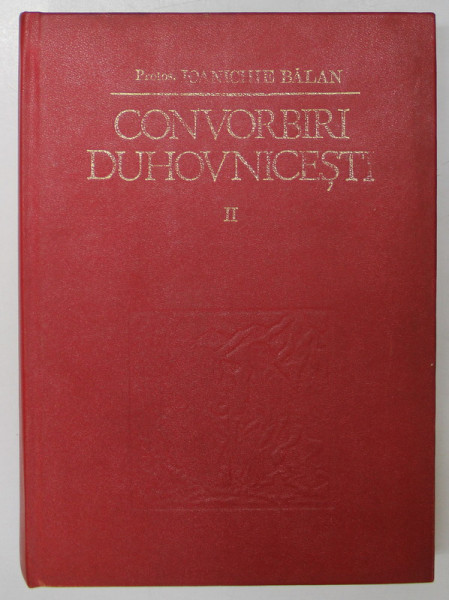 Protos. IOANICHIE BĂLAN
CONVORBIRI
DUHOVNICEȘTI
II